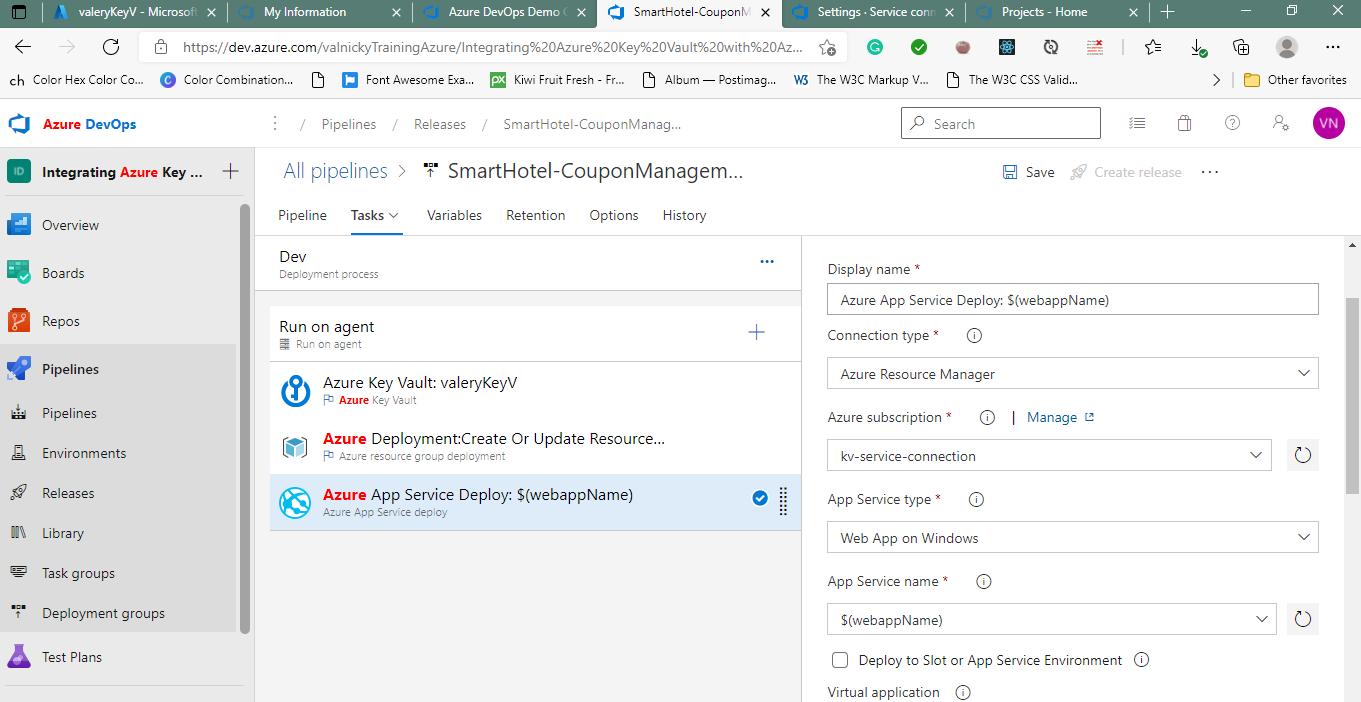 valeryKeyV - Microsoft
My Information
Azure DevOps Demo
SmartHotel-CouponM
Settings · Service conn
Projects - Home
https://dev.azure.com/valnickyTrainingAzure/Integrating%20Azure%20Key%20Vault%20with%20Az...
ch Color Hex Color Co...
C Color Combination...
Font Awesome Exa...
px Kiwi Fruit Fresh - Fr...
Album — Postimag...
W3 The W3C Markup V...
The W3C CSS Valid...
Other favorites
Azure DevOps
/ Pipelines / Releases / SmartHotel-CouponManag...
Search
VN
ID Integrating Azure Key ...
All pipelines
SmartHotel-CouponManagem...
Save
Create release
Overview
Boards
Repos
Pipelines
Pipelines
Environments
Releases
Library
Task groups
Deployment groups
Test Plans
Pipeline
Tasks
Variables
Retention
Options
History
Dev
Deployment process
Run on agent
Run on agent
Azure Key Vault: valeryKeyV
Azure Key Vault
Azure Deployment:Create Or Update Resource...
Azure resource group deployment
Azure App Service Deploy: $(webappName)
Azure App Service deploy
Display name *
Azure App Service Deploy: $(webappName)
Connection type *
Azure Resource Manager
Azure subscription * | Manage
kv-service-connection
App Service type *
Web App on Windows
App Service name *
$(webappName)
Deploy to Slot or App Service Environment
Virtual application